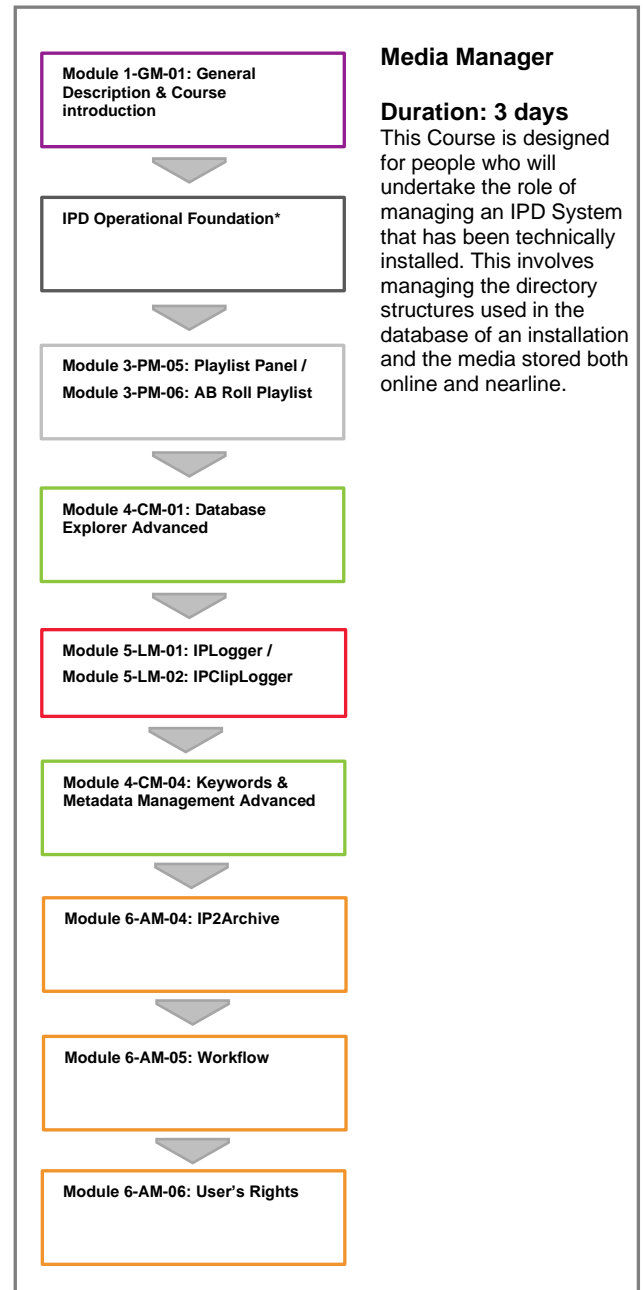 Module 1-GM-01: General
Description & Course
introduction
IPD Operational Foundation*
Module 3-PM-05: Playlist Panel /
Module 3-PM-06: AB Roll Playlist
Module 4-CM-01: Database
Explorer Advanced
Module 5-LM-01: IPLogger /
Module 5-LM-02: IPClipLogger
Module 4-CM-04: Keywords &
Metadata Management Advanced
Module 6-AM-04: IP2Archive
Module 6-AM-05: Workflow
Module 6-AM-06: User’s Rights
Media Manager
Duration: 3 days
This Course is designed
for people who will
undertake the role of
managing an IPD System
that has been technically
installed. This involves
managing the directory
structures used in the
database of an installation
and the media stored both
online and nearline.